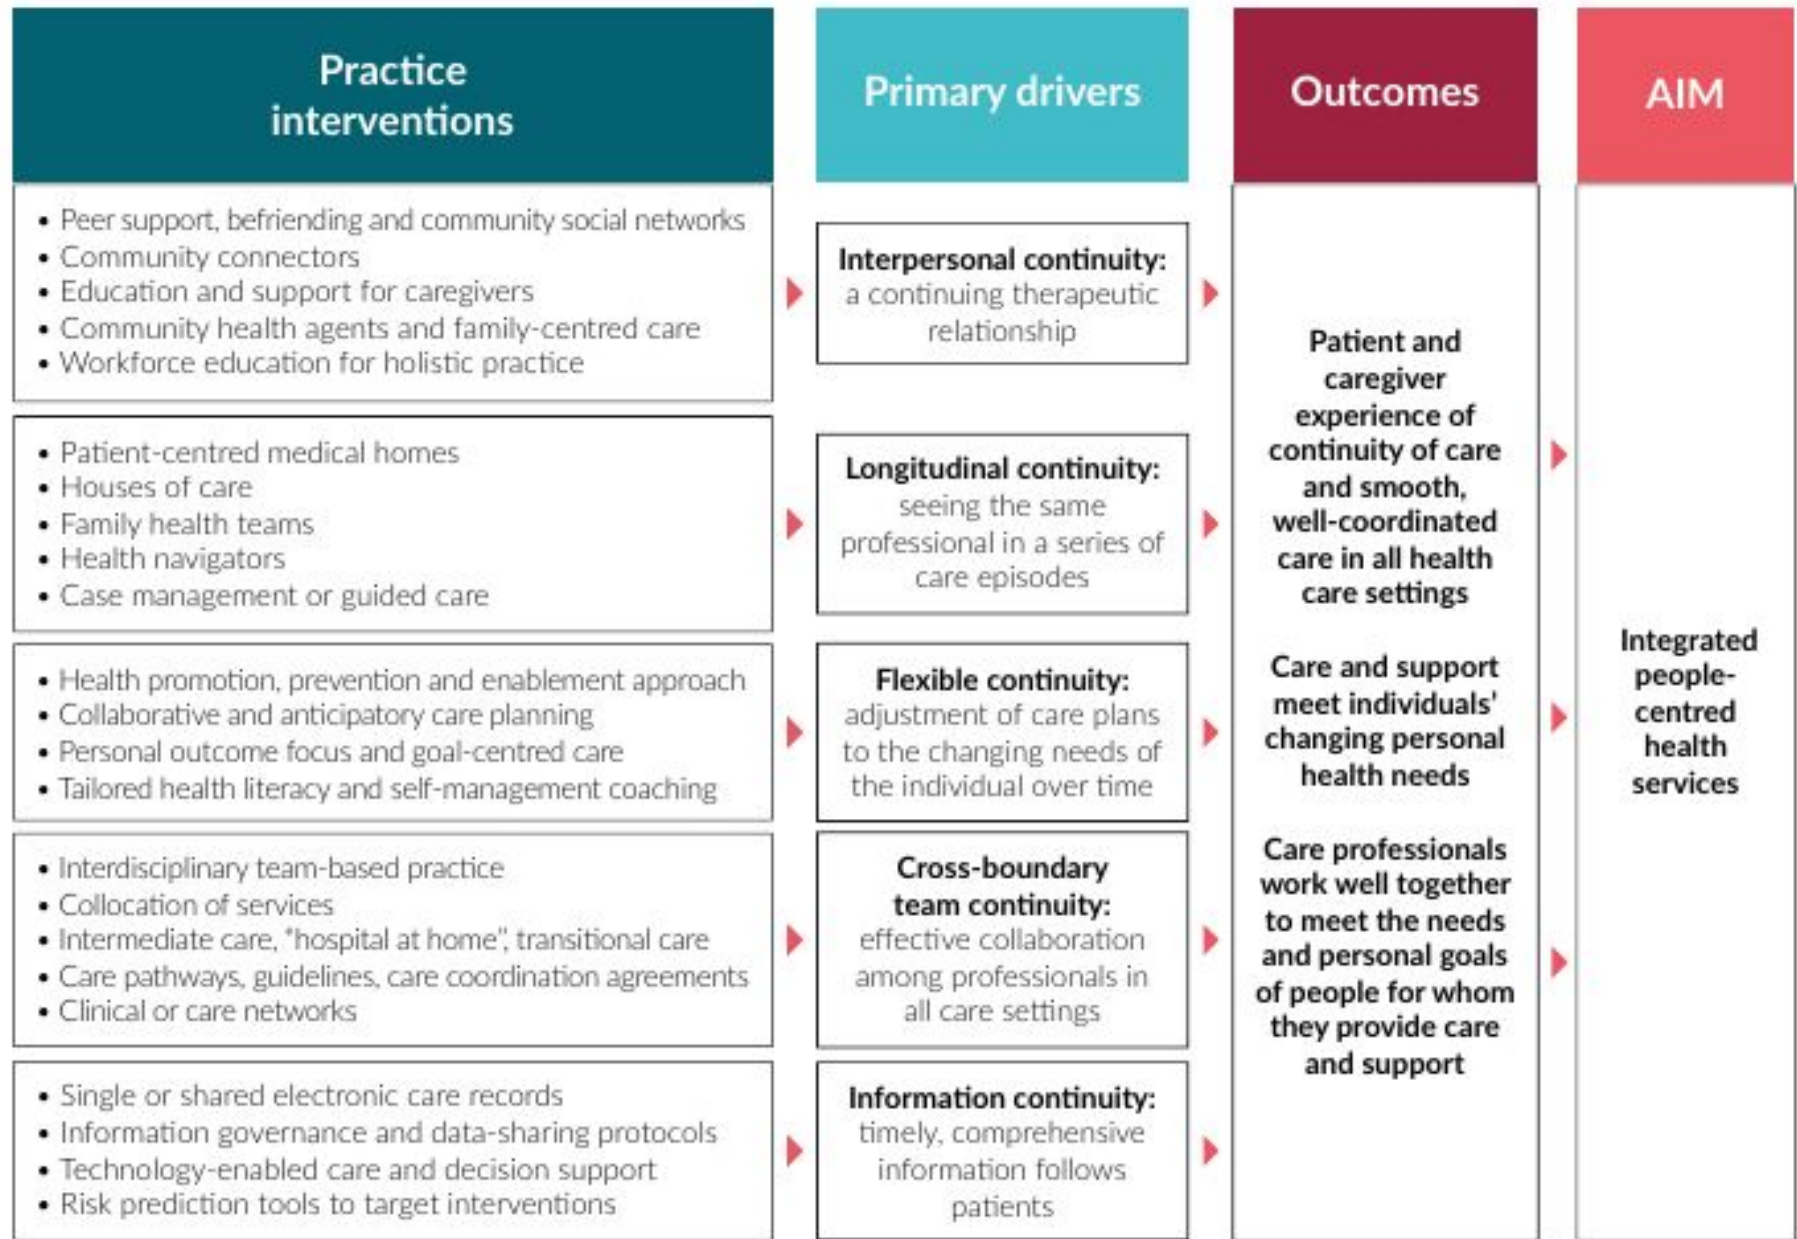 Practice
interventions
Primary drivers
Outcomes
AIM
• Peer support, befriending and community social networks
• Community connectors
• Education and support for caregivers
• Community health agents and family-centred care
• Workforce education for holistic practice
Interpersonal continuity:
a continuing therapeutic
relationship
• Patient-centred medical homes
• Houses of care
• Family health teams
• Health navigators
• Case management or guided care
Longitudinal continuity:
seeing the same
professional in a series of
care episodes
• Health promotion, prevention and enablement approach
• Collaborative and anticipatory care planning
• Personal outcome focus and goal-centred care
• Tailored health literacy and self-management coaching
Flexible continuity:
adjustment of care plans
to the changing needs of
the individual over time
• Interdisciplinary team-based practice
• Collocation of services
• Intermediate care, "hospital at home", transitional care
• Care pathways, guidelines, care coordination agreements
• Clinical or care networks
Cross-boundary
team continuity:
effective collaboration
among professionals in
all care settings
• Single or shared electronic care records
• Information governance and data-sharing protocols
• Technology-enabled care and decision support
• Risk prediction tools to target interventions
Information continuity:
timely, comprehensive
information follows
patients
Patient and
caregiver
experience of
continuity of care
and smooth,
well-coordinated
care in all health
care settings
Care and support
meet individuals'
changing personal
health needs
Care professionals
work well together
to meet the needs
and personal goals
of people for whom
they provide care
and support
Integrated
people-
centred
health
services